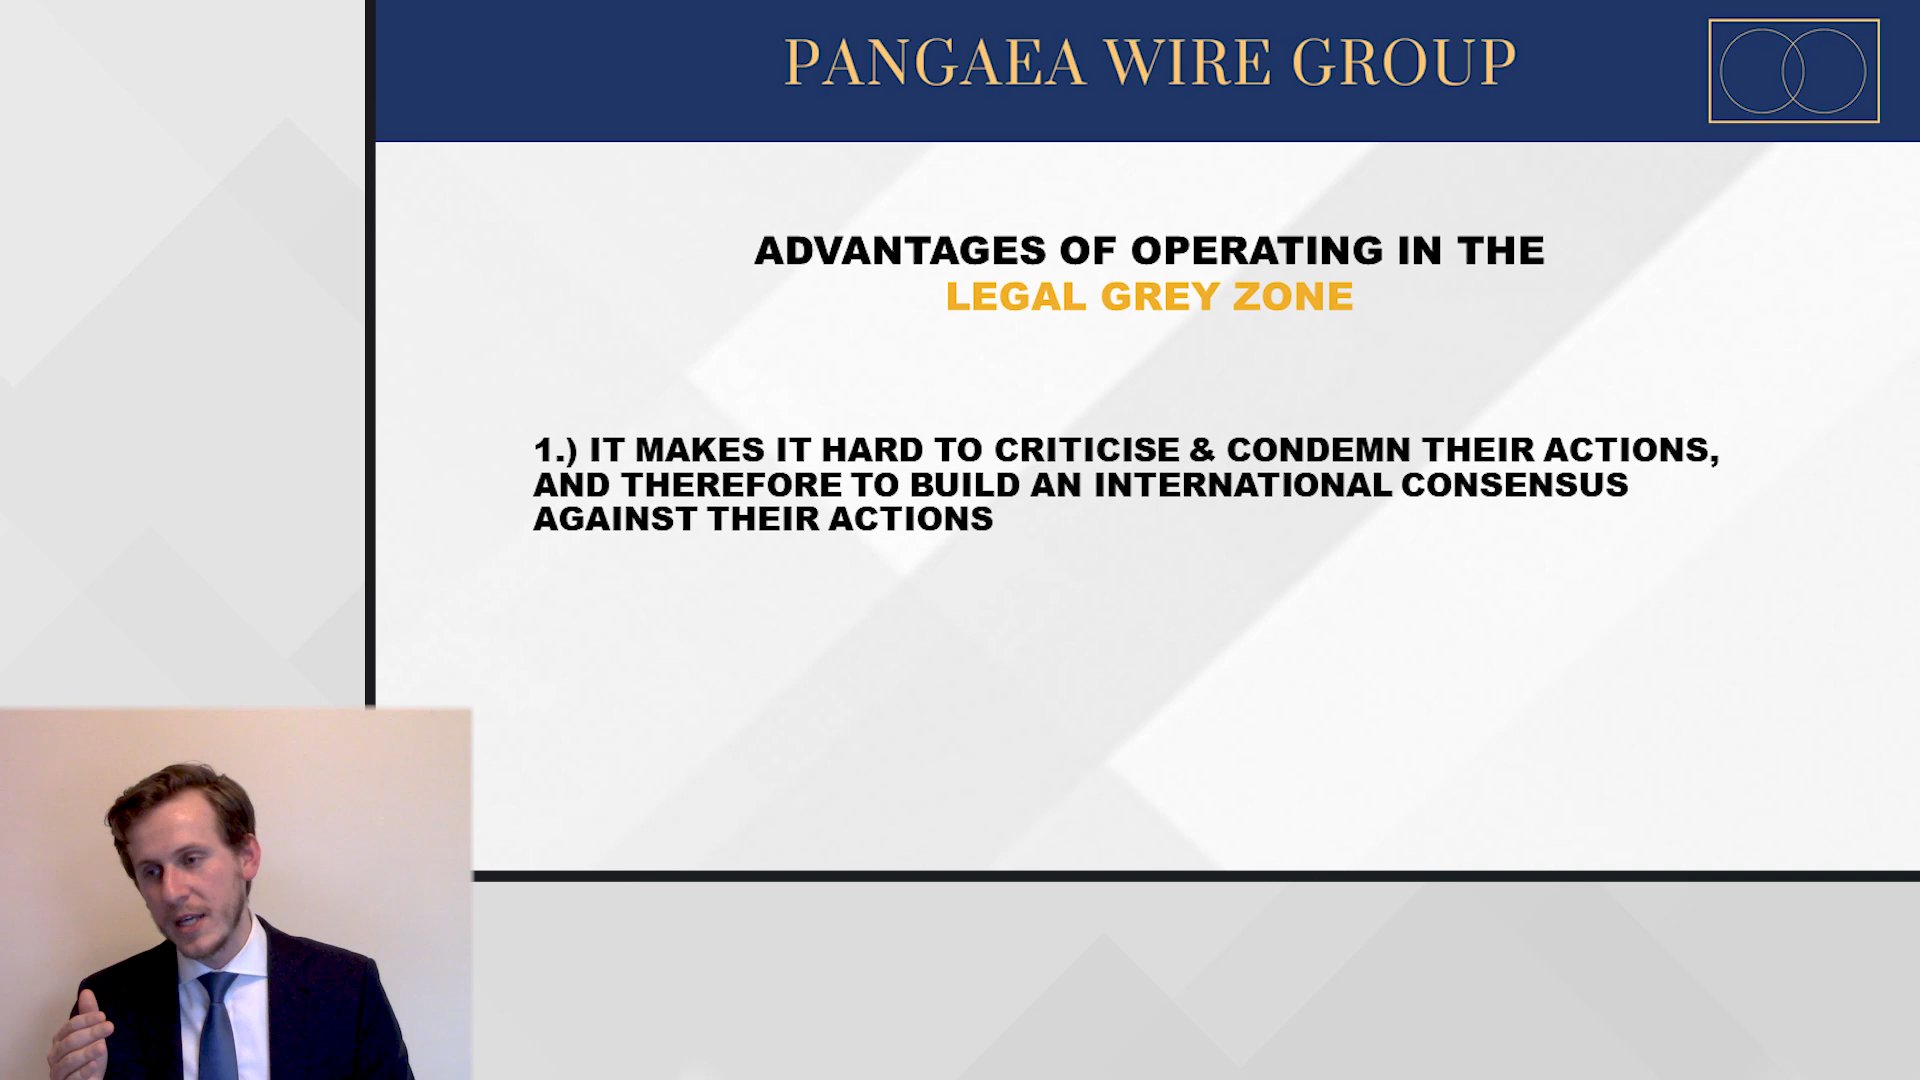 PANGAEA WIRE GROUP
ADVANTAGES OF OPERATING IN THE
LEGAL GREY ZONE
1.) IT MAKES IT HARD TO CRITICISE & CONDEMN THEIR ACTIONS,
AND THEREFORE TO BUILD AN INTERNATIONAL CONSENSUS
AGAINST THEIR ACTIONS